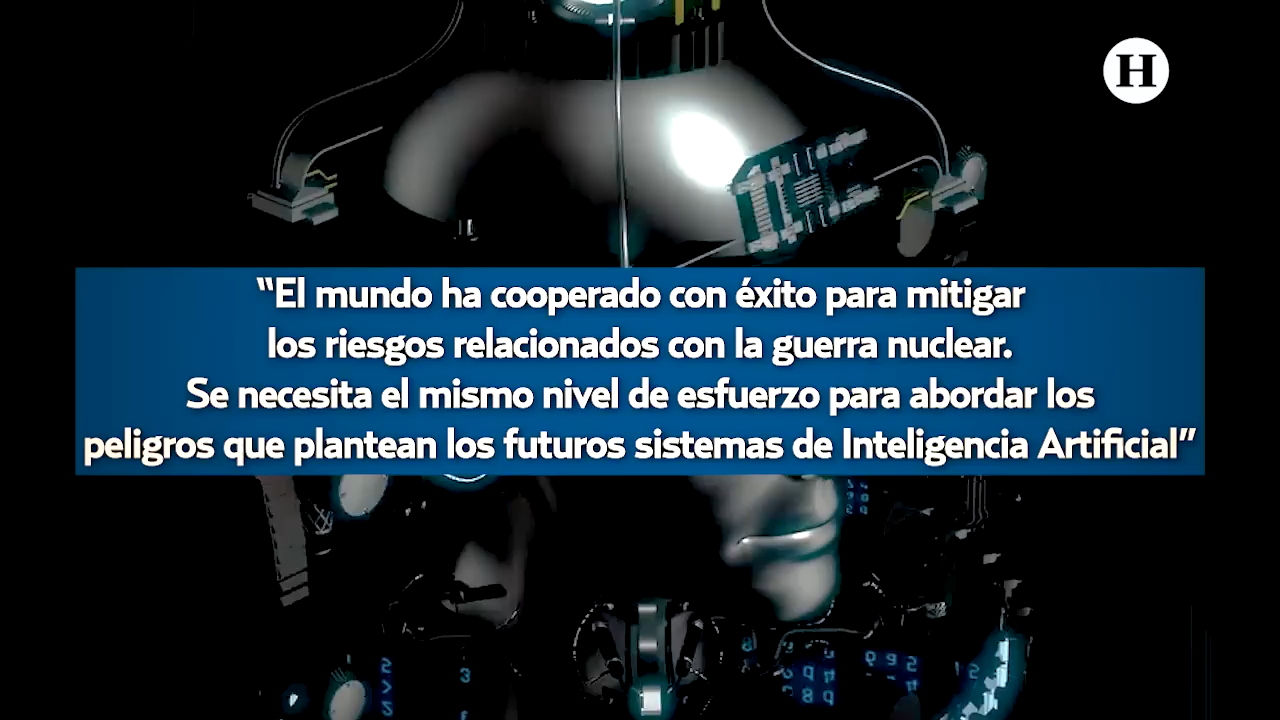 H
“El mundo ha cooperado con éxito para mitigar
los riesgos relacionados con la guerra nuclear.
Se necesita el mismo nivel de esfuerzo para abordar los
peligros que plantean los futuros sistemas de Inteligencia Artificial”
3